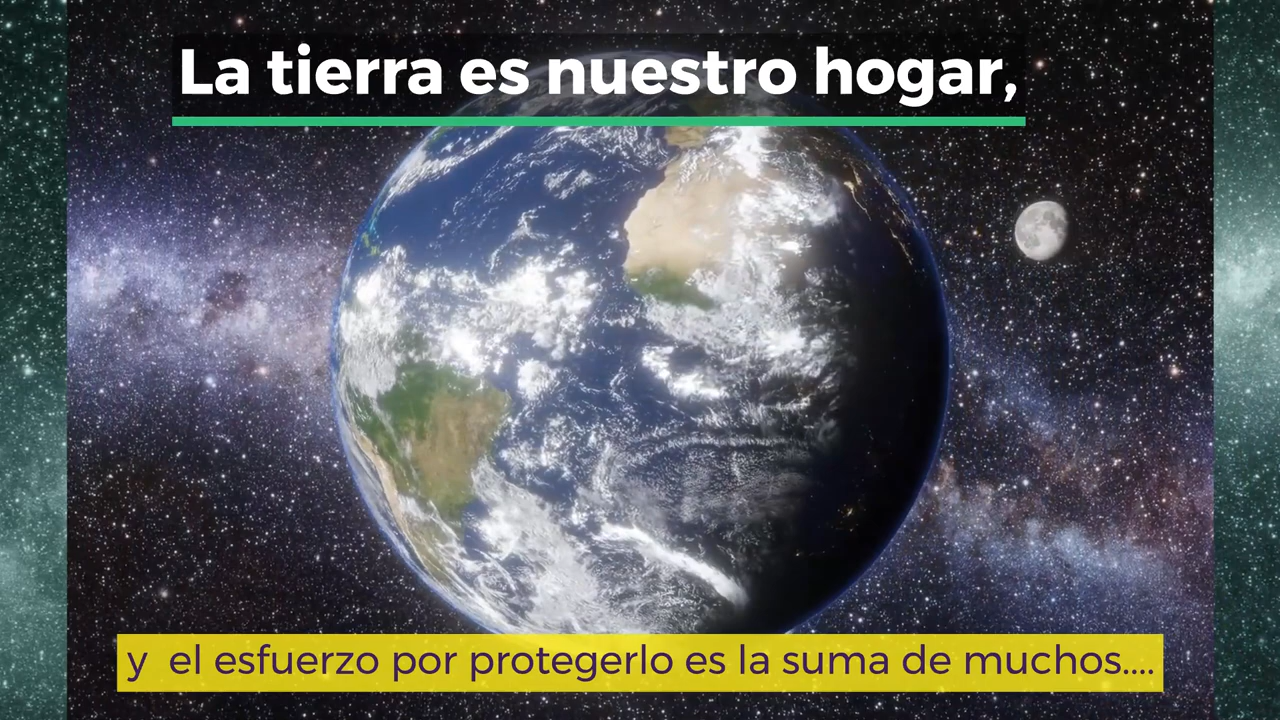 La tierra es nuestro hogar,
y el esfuerzo por protegerlo es la suma de muchos....